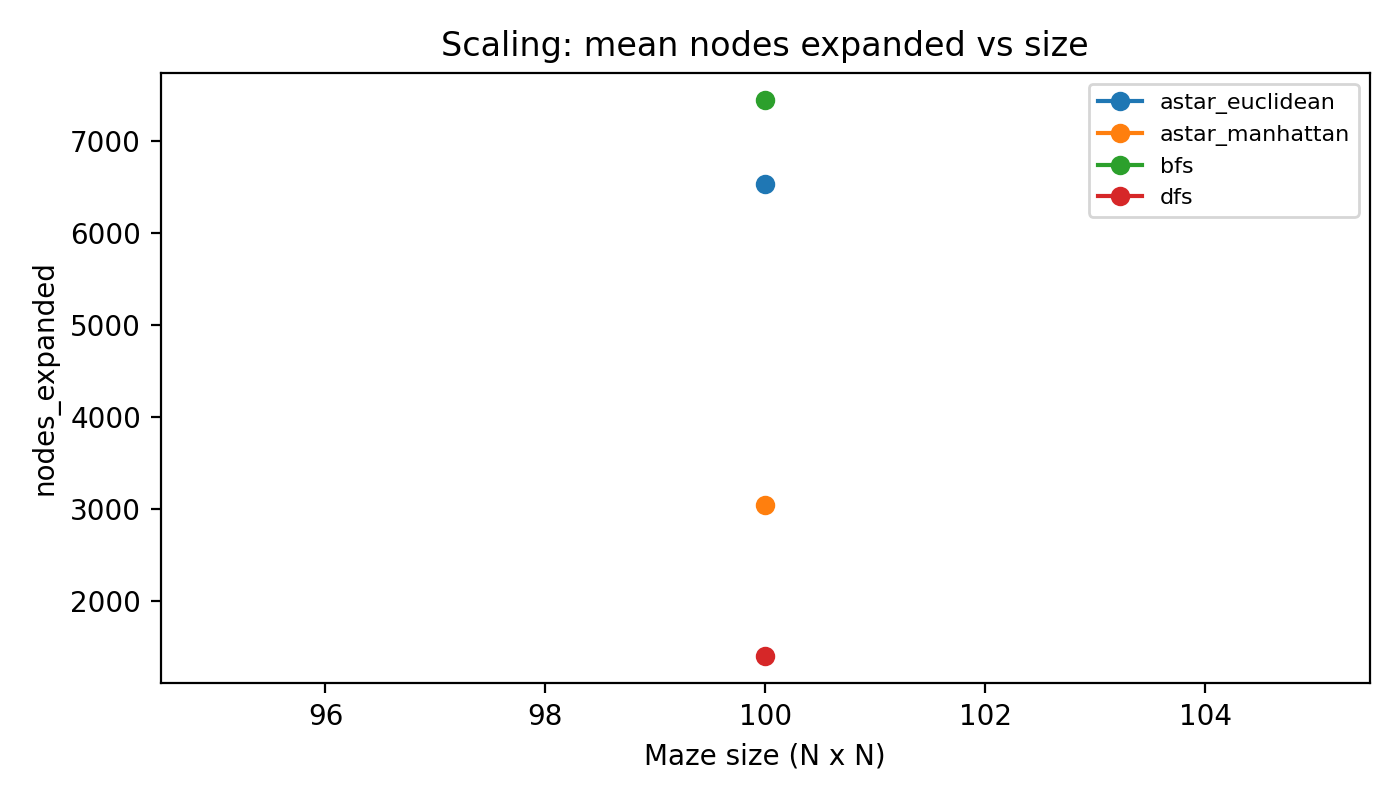 Scaling: mean nodes expanded vs size
astar_euclidean
astar_manhattan
bfs
dfs
nodes_expanded
7000
6000
5000
4000
3000
2000
96 98 100 102 104
Maze size (N x N)